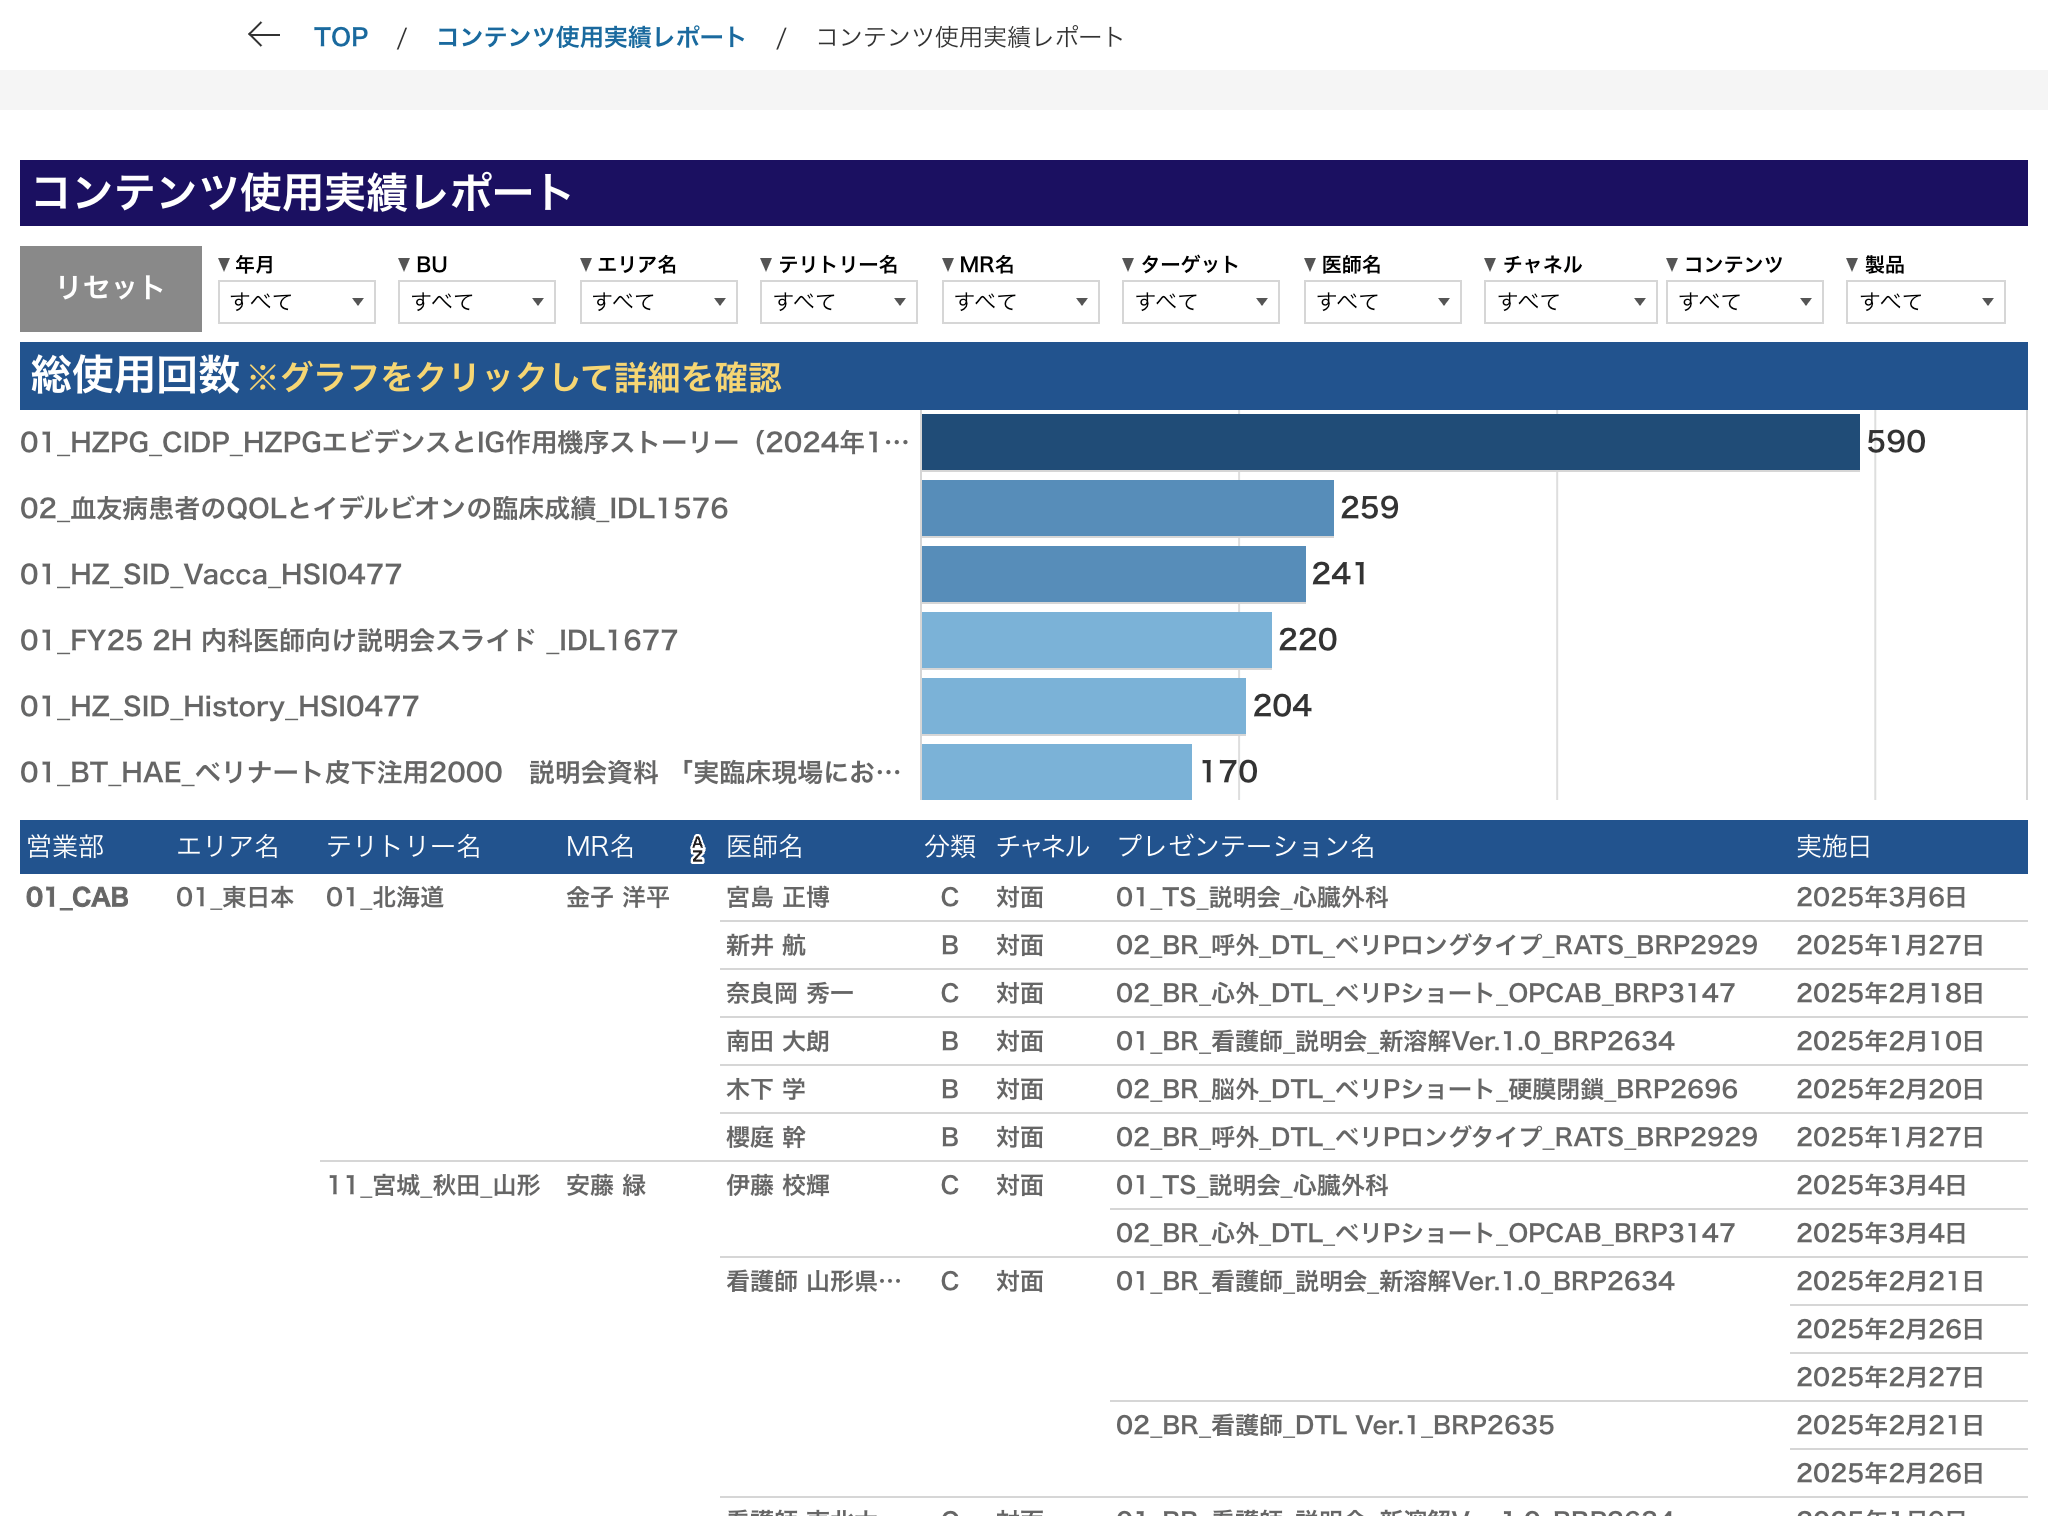 ← TOP / コンテンツ使用実績レポート / コンテンツ使用実績レポート
コンテンツ使用実績レポート
リセット
▼年月 ▼BU ▼エリア名 ▼テリトリー名 ▼MR名 ▼ターゲット ▼医師名 ▼チャネル ▼コンテンツ ▼製品
すべて すべて すべて すべて すべて すべて すべて すべて すべて すべて
総使用回数 ※グラフをクリックして詳細を確認
01_HZPG_CIDP_HZPGエビデンスとIG作用機序ストーリー（2024年1… 590
02_血友病患者のQOLとイデルビオンの臨床成績_IDL1576 259
01_HZ_SID_Vacca_HSI0477 241
01_FY25 2H 内科医師向け説明会スライド _IDL1677 220
01_HZ_SID_History_HSI0477 204
01_BT_HAE_ベリナート皮下注用2000　説明会資料 「実臨床現場にお… 170
営業部 エリア名 テリトリー名 MR名 AZ 医師名 分類 チャネル プレゼンテーション名 実施日
01_CAB 01_東日本 01_北海道 金子 洋平 宮島 正博 C 対面 01_TS_説明会_心臓外科 2025年3月6日
新井 航 B 対面 02_BR_呼外_DTL_ベリPロングタイプ_RATS_BRP2929 2025年1月27日
奈良岡 秀一 C 対面 02_BR_心外_DTL_ベリPショート_OPCAB_BRP3147 2025年2月18日
南田 大朗 B 対面 01_BR_看護師_説明会_新溶解Ver.1.0_BRP2634 2025年2月10日
木下 学 B 対面 02_BR_脳外_DTL_ベリPショート_硬膜閉鎖_BRP2696 2025年2月20日
櫻庭 幹 B 対面 02_BR_呼外_DTL_ベリPロングタイプ_RATS_BRP2929 2025年1月27日
11_宮城_秋田_山形 安藤 緑 伊藤 校輝 C 対面 01_TS_説明会_心臓外科 2025年3月4日
02_BR_心外_DTL_ベリPショート_OPCAB_BRP3147 2025年3月4日
看護師 山形県… C 対面 01_BR_看護師_説明会_新溶解Ver.1.0_BRP2634 2025年2月21日
2025年2月26日
2025年2月27日
02_BR_看護師_DTL Ver.1_BRP2635 2025年2月21日
2025年2月26日